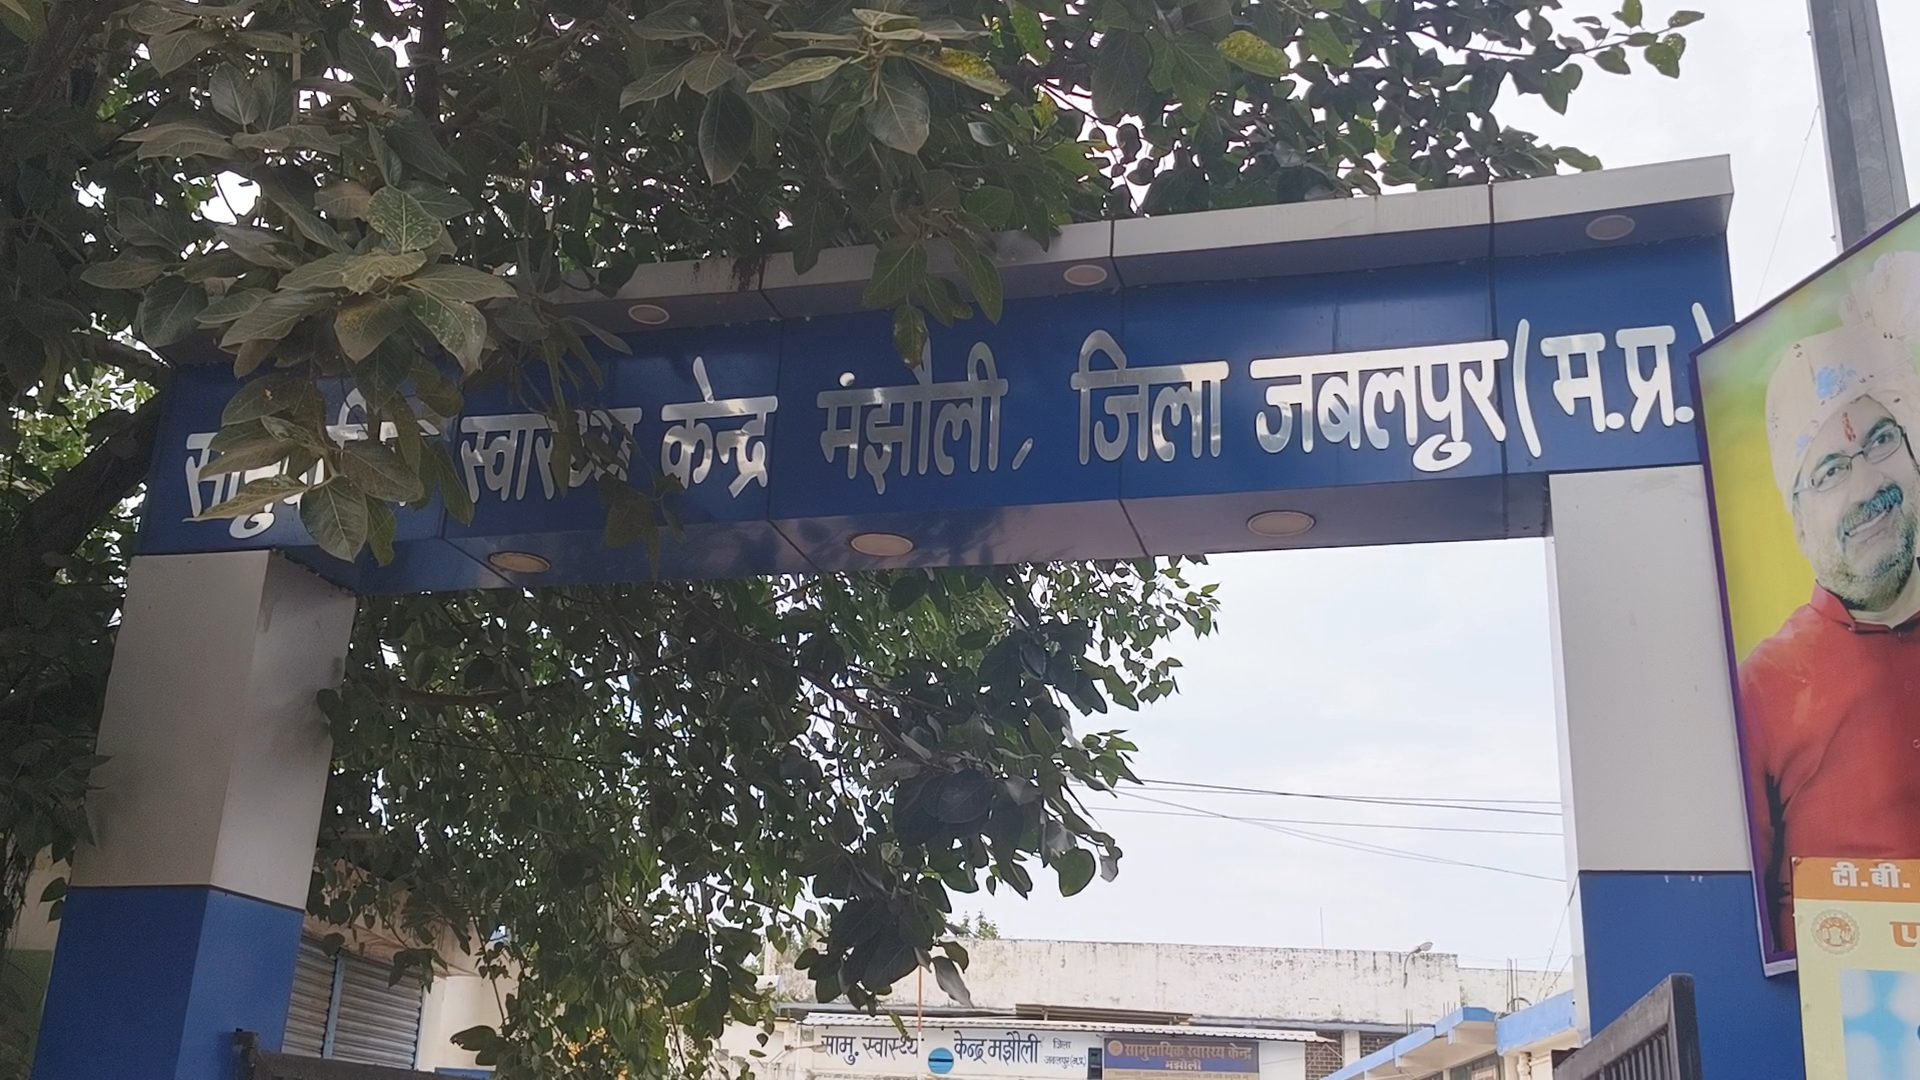 सामुदायिक स्वास्थ्य केन्द्र मंझौली, जिला जबलपुर (म.प्र.)
टी.बी.
सामु. स्वास्थ्य केन्द्र मझौली जिला जबलपुर (म.प्र.)
सामुदायिक स्वास्थ्य केन्द्र
मझौली